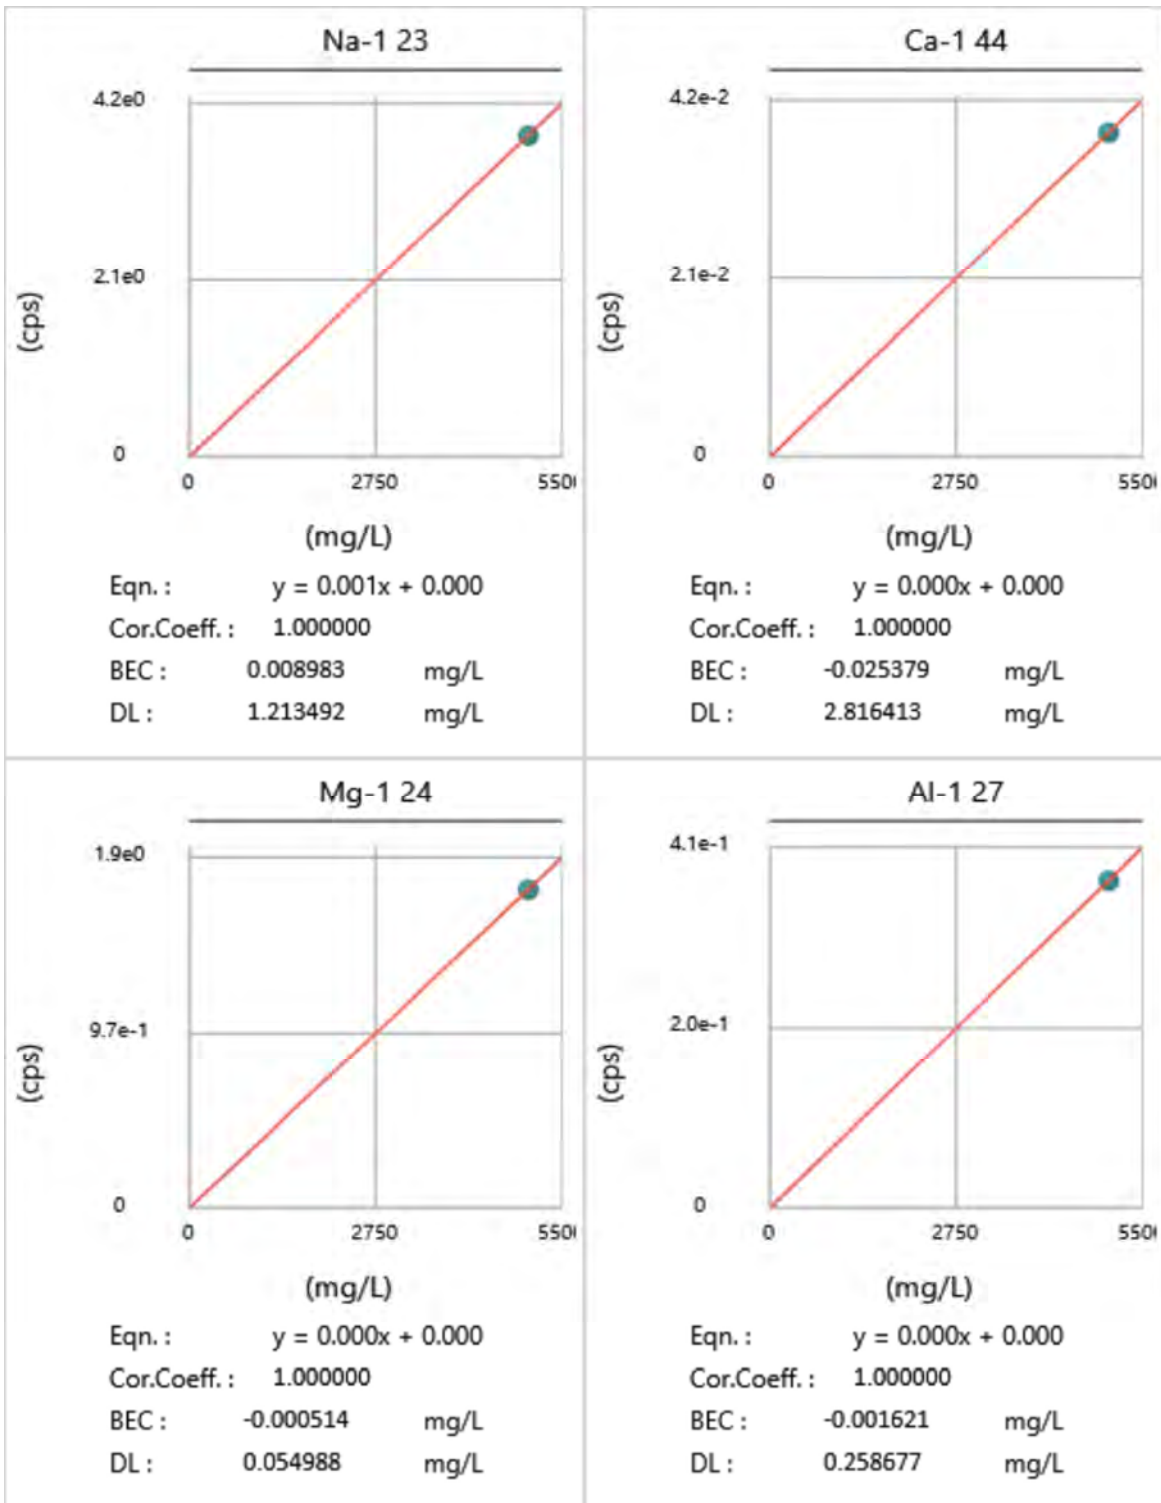 Na-1 23
4.2e0
2.1e0
0
(cps)
0 2750 550
(mg/L)
Eqn. : y = 0.001x + 0.000
Cor.Coeff. : 1.000000
BEC : 0.008983 mg/L
DL : 1.213492 mg/L
Ca-1 44
4.2e-2
2.1e-2
0
(cps)
0 2750 550
(mg/L)
Eqn. : y = 0.000x + 0.000
Cor.Coeff. : 1.000000
BEC : -0.025379 mg/L
DL : 2.816413 mg/L
Mg-1 24
1.9e0
9.7e-1
0
(cps)
0 2750 550
(mg/L)
Eqn. : y = 0.000x + 0.000
Cor.Coeff. : 1.000000
BEC : -0.000514 mg/L
DL : 0.054988 mg/L
Al-1 27
4.1e-1
2.0e-1
0
(cps)
0 2750 550
(mg/L)
Eqn. : y = 0.000x + 0.000
Cor.Coeff. : 1.000000
BEC : -0.001621 mg/L
DL : 0.258677 mg/L